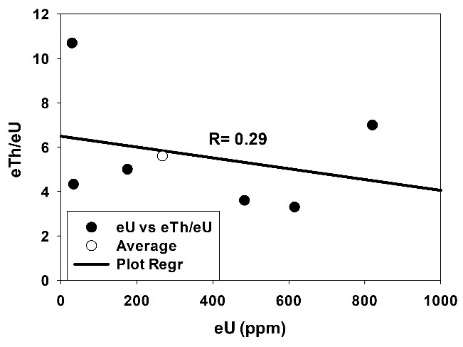 12
10
8
6
4
2
0
eTh/eU
R= 0.29
eU vs eTh/eU
Average
Plot Regr
0 200 400 600 800 1000
eU (ppm)